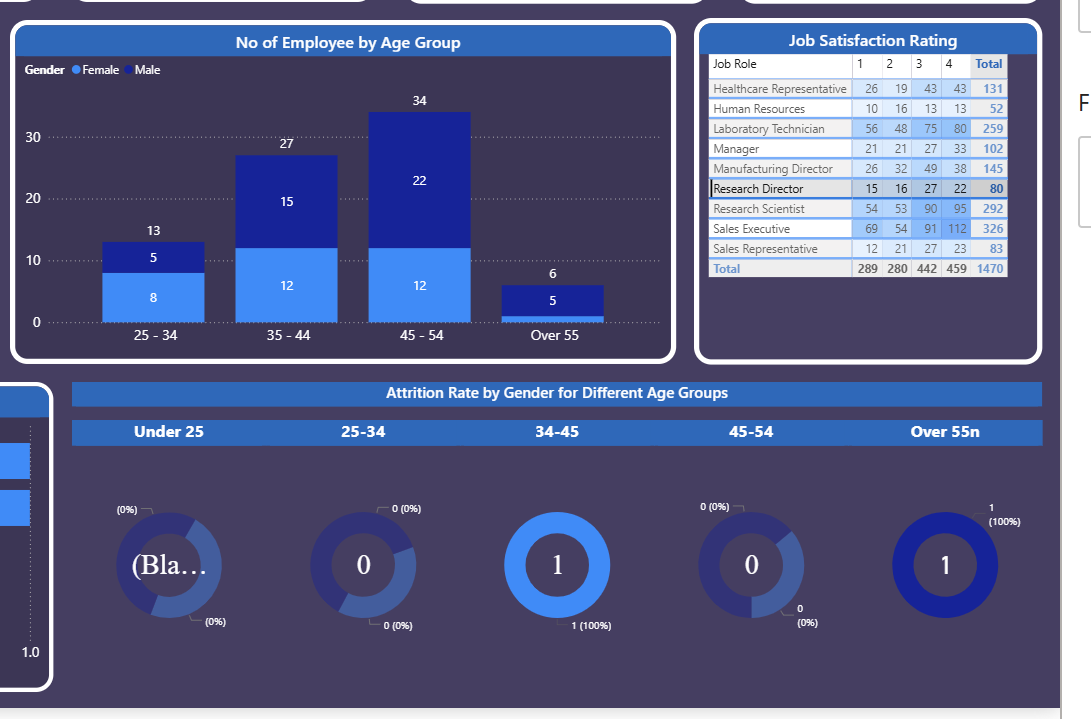 No of Employee by Age Group
Gender Female Male
34
30
27
22
20
15
13
5
6
10
8
12
12
5
0
25 - 34 35 - 44 45 - 54 Over 55
Job Satisfaction Rating
Job Role 1 2 3 4 Total
Healthcare Representative 26 19 43 43 131
Human Resources 10 16 13 13 52
Laboratory Technician 56 48 75 80 259
Manager 21 21 27 33 102
Manufacturing Director 26 32 49 38 145
Research Director 15 16 27 22 80
Research Scientist 54 53 90 95 292
Sales Executive 69 54 91 112 326
Sales Representative 12 21 27 23 83
Total 289 280 442 459 1470
F
Attrition Rate by Gender for Different Age Groups
Under 25 25-34 34-45 45-54 Over 55n
(0%)
(Bla...
(0%)
0 (0%)
0
0 (0%)
1
1 (100%)
0 (0%)
0
0
(0%)
1
(100%)
1
1.0